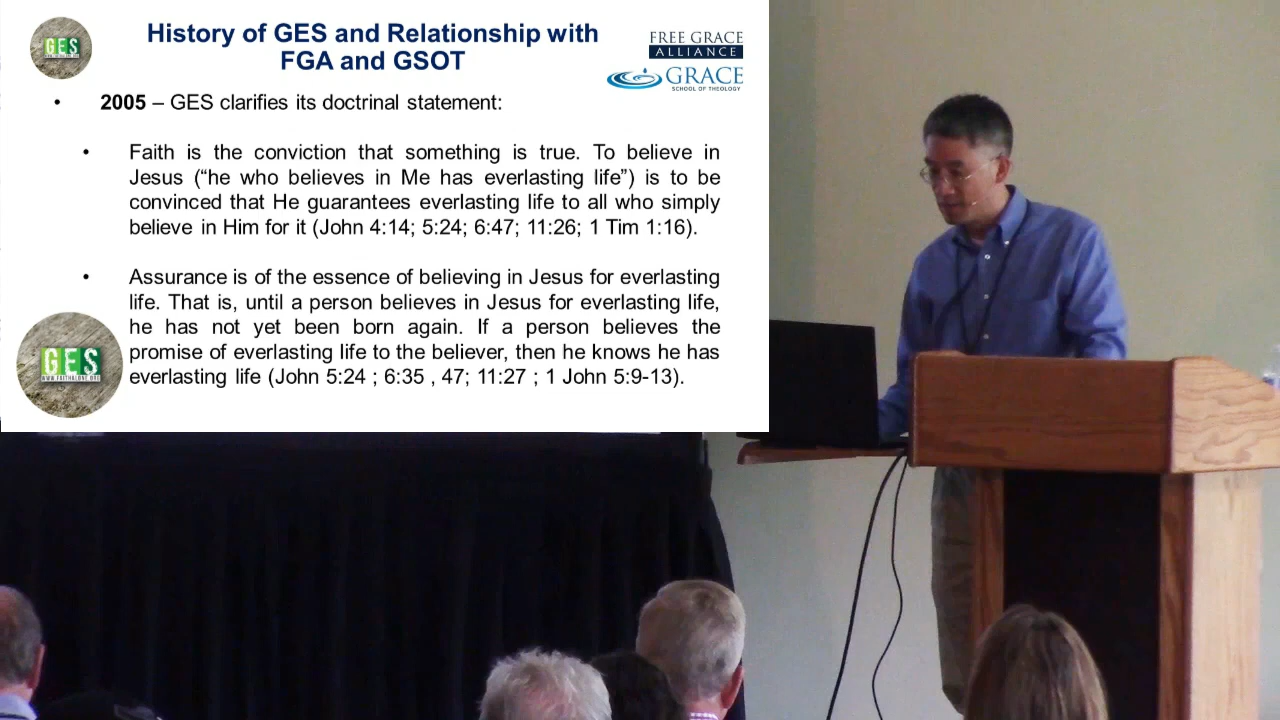 GES
History of GES and Relationship with
FGA and GSOT
FREE GRACE
ALLIANCE
GRACE
SCHOOL OF THEOLOGY
• 2005 – GES clarifies its doctrinal statement:
• Faith is the conviction that something is true. To believe in
Jesus (“he who believes in Me has everlasting life”) is to be
convinced that He guarantees everlasting life to all who simply
believe in Him for it (John 4:14; 5:24; 6:47; 11:26; 1 Tim 1:16).
• Assurance is of the essence of believing in Jesus for everlasting
life. That is, until a person believes in Jesus for everlasting life,
he has not yet been born again. If a person believes the
promise of everlasting life to the believer, then he knows he has
everlasting life (John 5:24 ; 6:35 , 47; 11:27 ; 1 John 5:9-13).
GES
WWW.FAITHALONE.ORG